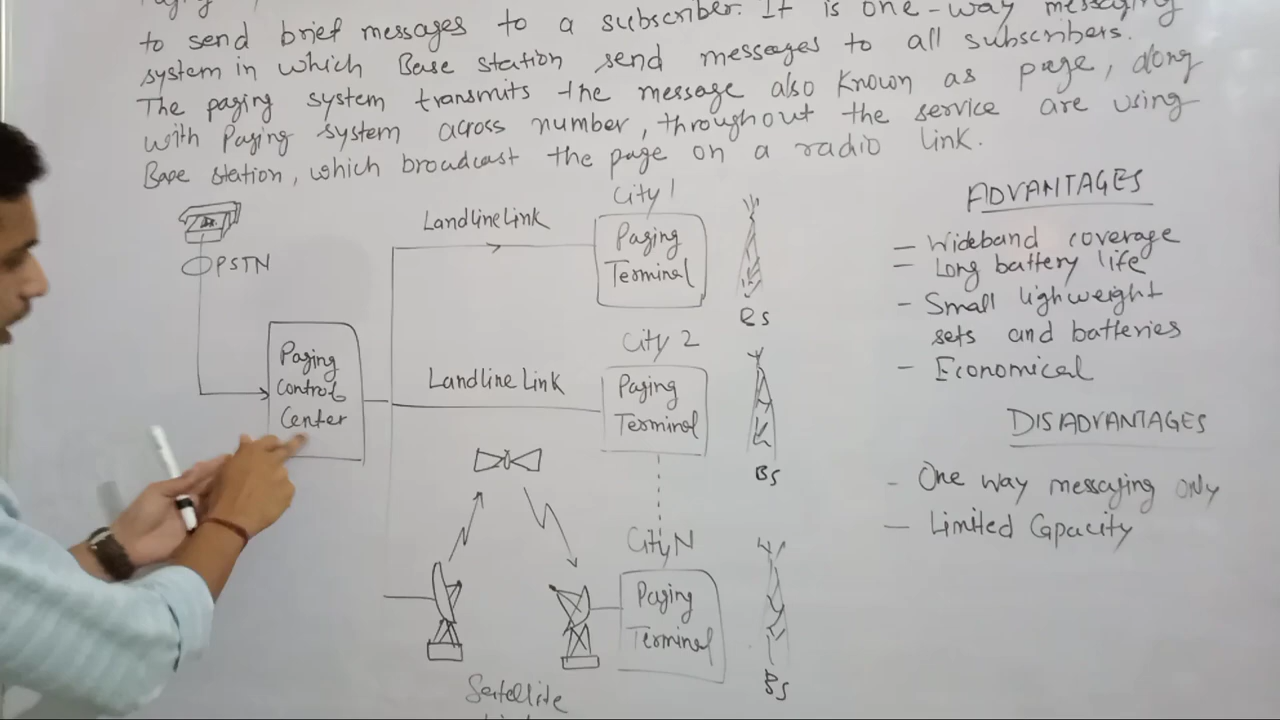 Paging
to send brief messages to a subscriber. It is one-way messaging
system in which Base station send messages to all subscribers.
The paging system transmits the message also known as page, along
with Paging system across number, throughout the service are using
Base station, which broadcast the page on a radio link.
PSTN
Paging
Control
Center
Landline Link
City 1
Paging
Terminal
BS
Landline Link
City 2
Paging
Terminal
BS
City N
Paging
Terminal
BS
Satellite
ADVANTAGES
— Wideband coverage
— Long battery life
- Small lighweight
sets and batteries
- Economical
DISADVANTAGES
- One way messaging only
— Limited Capacity